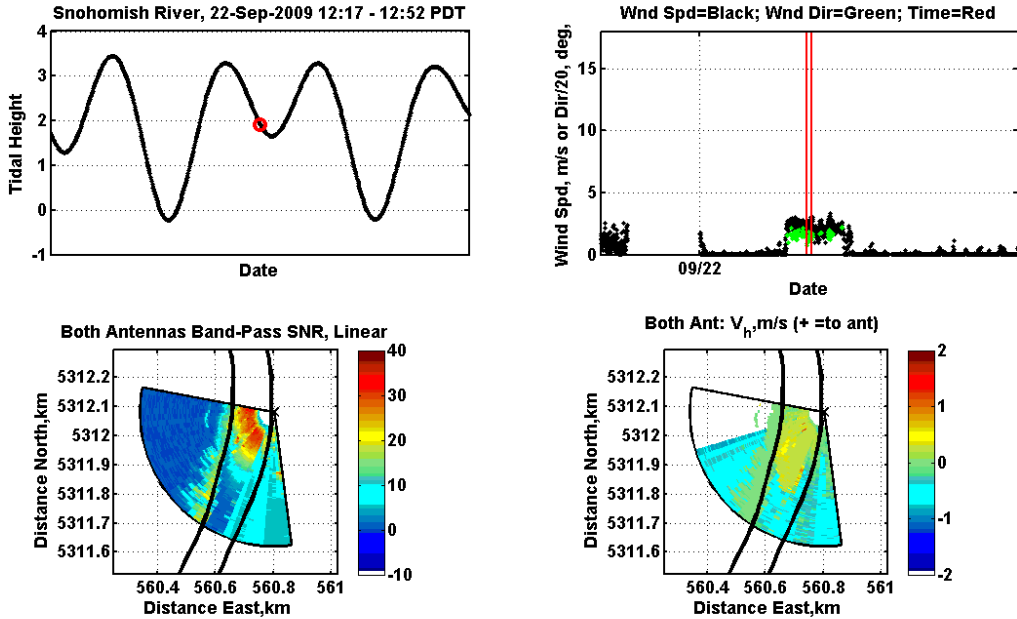 Snohomish River, 22-Sep-2009 12:17 - 12:52 PDT
4
3
2
1
0
-1
Tidal Height
Date
Wnd Spd=Black; Wnd Dir=Green; Time=Red
15
10
5
0
Wind Spd, m/s or Dir/20, deg,
09/22
Date
Both Antennas Band-Pass SNR, Linear
5312.2
5312.1
5312
5311.9
5311.8
5311.7
5311.6
Distance North,km
560.4 560.6 560.8 561
Distance East,km
40
30
20
10
0
-10
Both Ant: Vh,m/s (+ =to ant)
5312.2
5312.1
5312
5311.9
5311.8
5311.7
5311.6
Distance North,km
560.4 560.6 560.8 561
Distance East,km
2
1
0
-1
-2